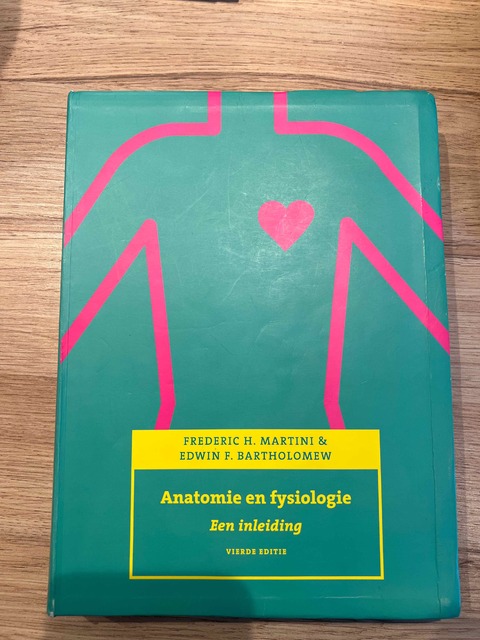 FREDERIC H. MARTINI &
EDWIN F. BARTHOLOMEW
Anatomie en fysiologie
Een inleiding
VIERDE EDITIE